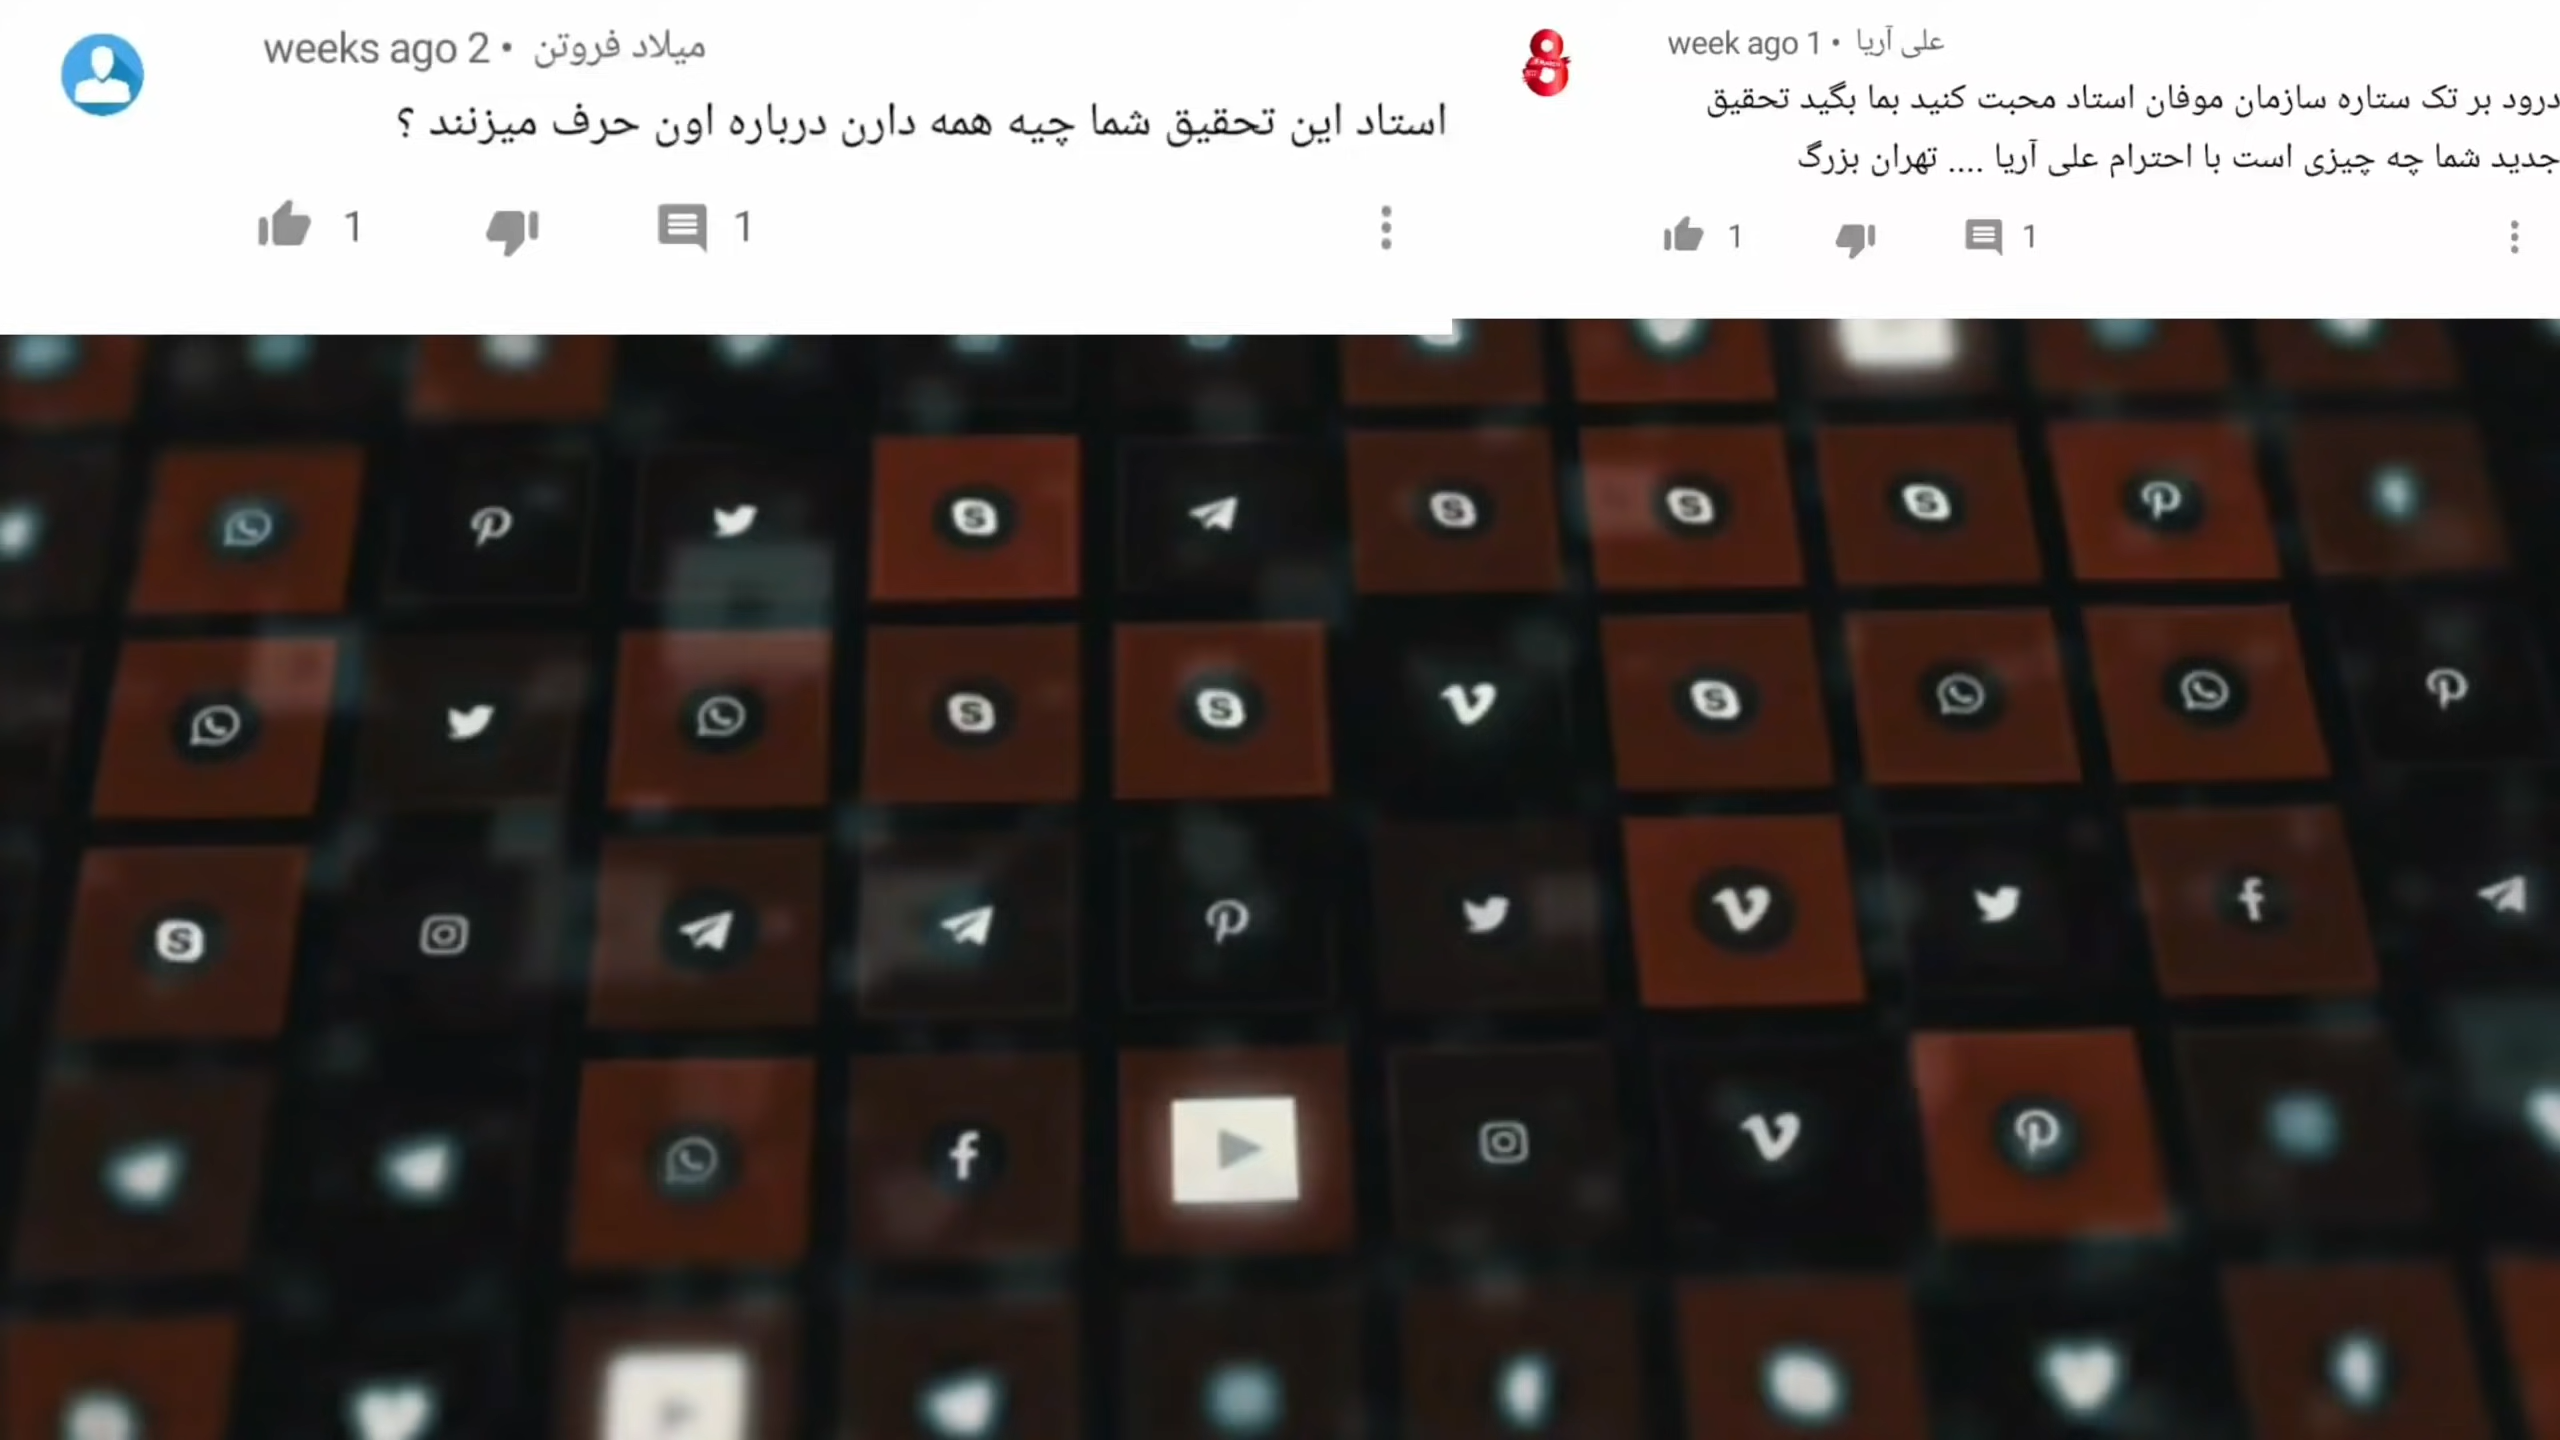 میلاد فروتن • 2 weeks ago
استاد این تحقیق شما چیه همه دارن درباره اون حرف میزنند ؟
1 1
علی آریا • 1 week ago
درود بر تک ستاره سازمان موفان استاد محبت کنید بما بگید تحقیق
جدید شما چه چیزی است با احترام علی آریا .... تهران بزرگ
1 1